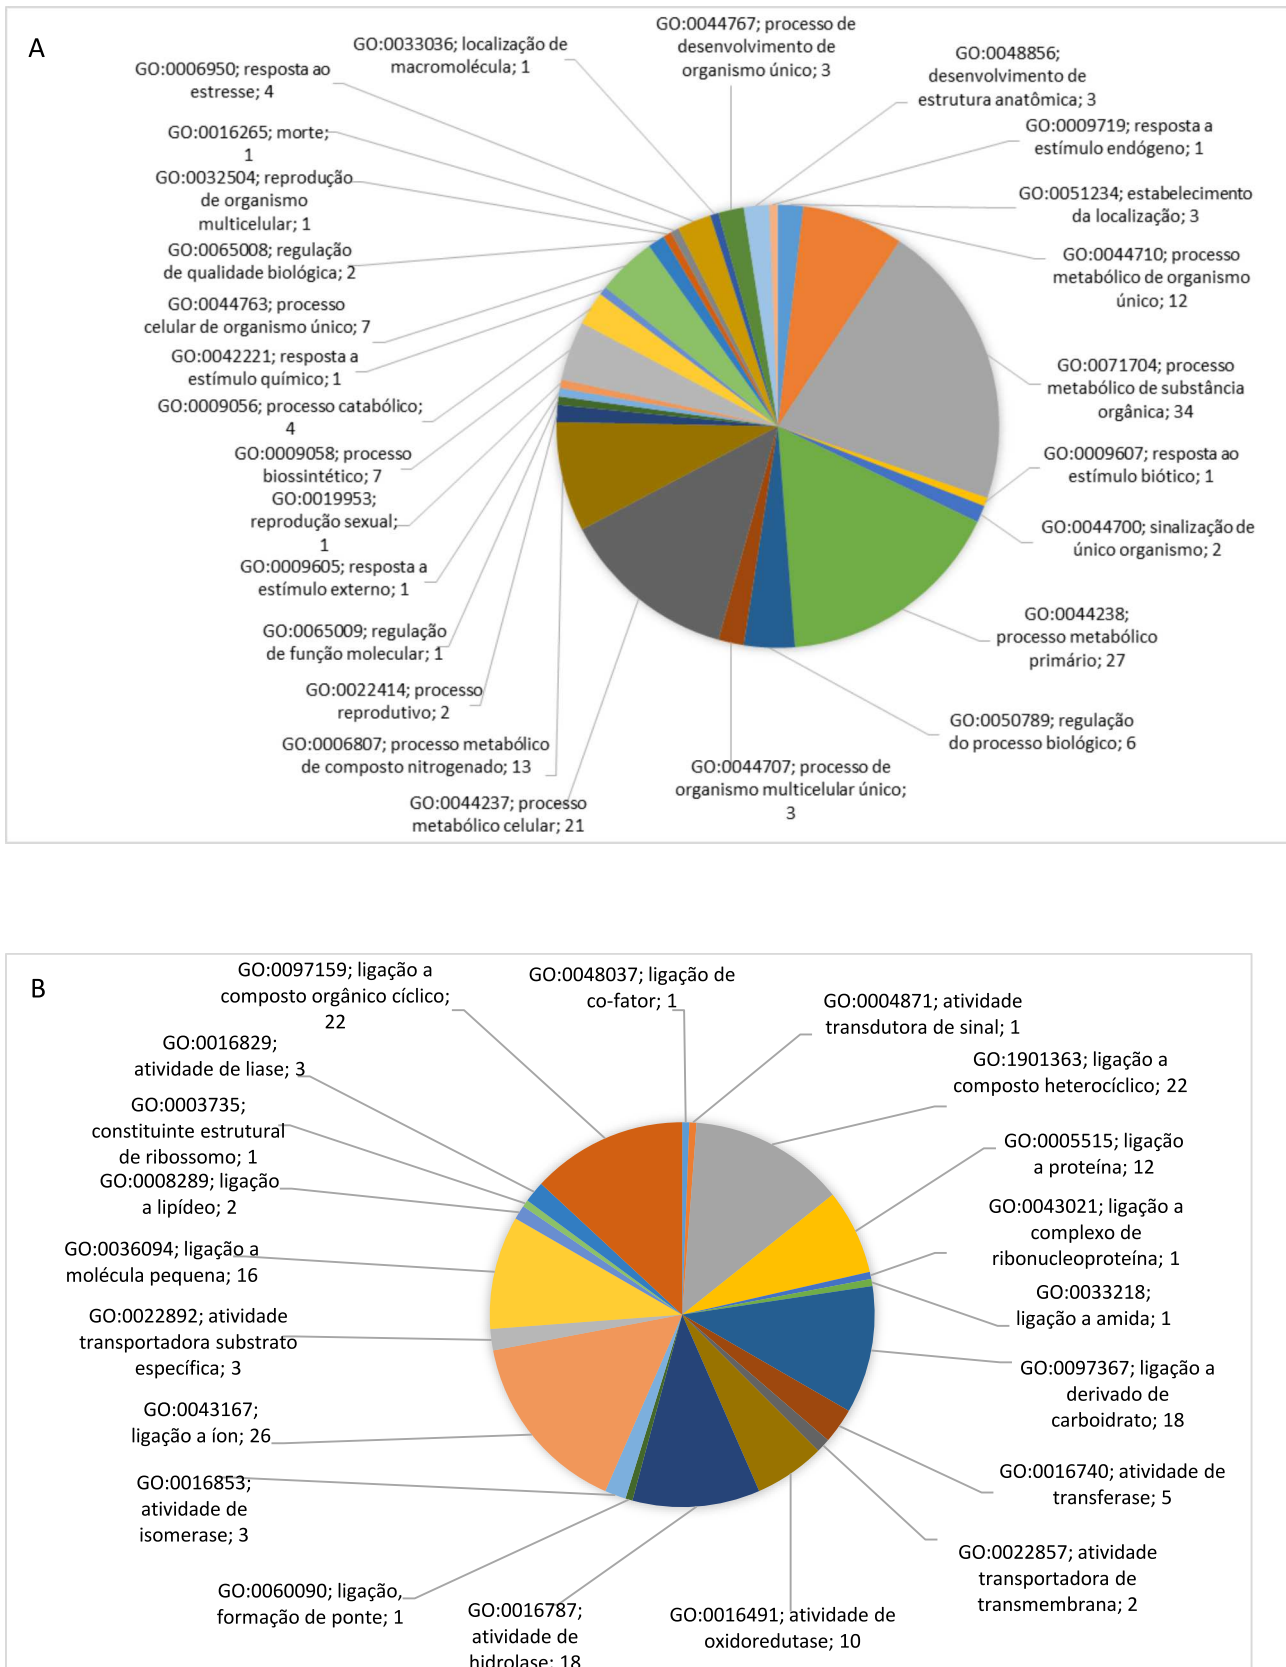 A
GO:0044767; processo de
desenvolvimento de
organismo único; 3
GO:0033036; localização de
macromolécula; 1
GO:0048856;
desenvolvimento de
estrutura anatômica; 3
GO:0006950; resposta ao
estresse; 4
GO:0009719; resposta a
estímulo endógeno; 1
GO:0016265; morte;
1
GO:0032504; reprodução
de organismo
multicelular; 1
GO:0051234; estabelecimento
da localização; 3
GO:0065008; regulação
de qualidade biológica; 2
GO:0044710; processo
metabólico de organismo
único; 12
GO:0044763; processo
celular de organismo único; 7
GO:0042221; resposta a
estímulo químico; 1
GO:0071704; processo
metabólico de substância
orgânica; 34
GO:0009056; processo catabólico;
4
GO:0009058; processo
biossintético; 7
GO:0009607; resposta ao
estímulo biótico; 1
GO:0019953;
reprodução sexual;
1
GO:0044700; sinalização de
único organismo; 2
GO:0009605; resposta a
estímulo externo; 1
GO:0065009; regulação
de função molecular; 1
GO:0044238;
processo metabólico
primário; 27
GO:0022414; processo
reprodutivo; 2
GO:0050789; regulação
do processo biológico; 6
GO:0006807; processo metabólico
de composto nitrogenado; 13
GO:0044707; processo de
organismo multicelular único;
3
GO:0044237; processo
metabólico celular; 21
B
GO:0097159; ligação a
composto orgânico cíclico;
22
GO:0048037; ligação de
co-fator; 1
GO:0004871; atividade
transdutora de sinal; 1
GO:0016829;
atividade de liase; 3
GO:1901363; ligação a
composto heterocíclico; 22
GO:0003735;
constituinte estrutural
de ribossomo; 1
GO:0005515; ligação
a proteína; 12
GO:0008289; ligação
a lipídeo; 2
GO:0043021; ligação a
complexo de
ribonucleoproteína; 1
GO:0036094; ligação a
molécula pequena; 16
GO:0033218;
ligação a amida; 1
GO:0022892; atividade
transportadora substrato
específica; 3
GO:0097367; ligação a
derivado de
carboidrato; 18
GO:0043167;
ligação a íon; 26
GO:0016740; atividade de
transferase; 5
GO:0016853;
atividade de
isomerase; 3
GO:0022857; atividade
transportadora de
transmembrana; 2
GO:0060090; ligação,
formação de ponte; 1
GO:0016787;
atividade de
hidrolase; 18
GO:0016491; atividade de
oxidoredutase; 10